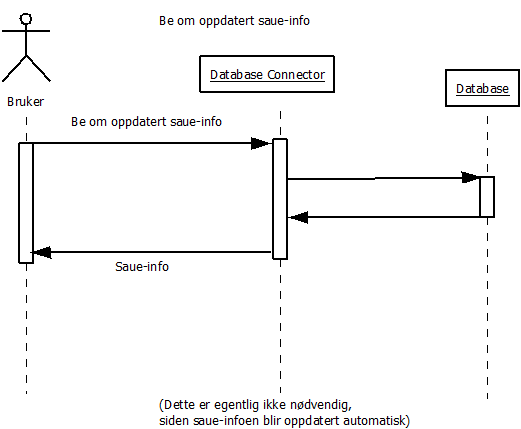 Be om oppdatert saue-info
Database Connector
Database
Bruker
Be om oppdatert saue-info
Saue-info
(Dette er egentlig ikke nødvendig,
siden saue-infoen blir oppdatert automatisk)